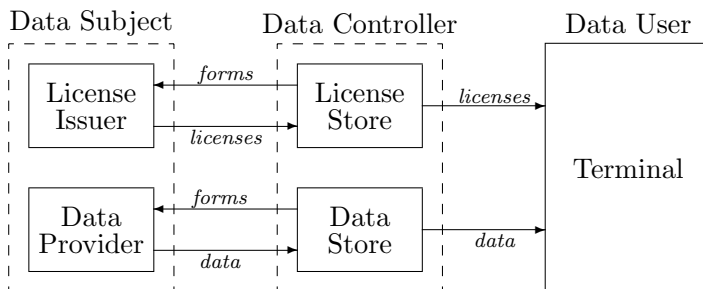 Data Subject
Data Controller
Data User
License
Issuer
forms
licenses
License
Store
licenses
Terminal
Data
Provider
forms
data
Data
Store
data